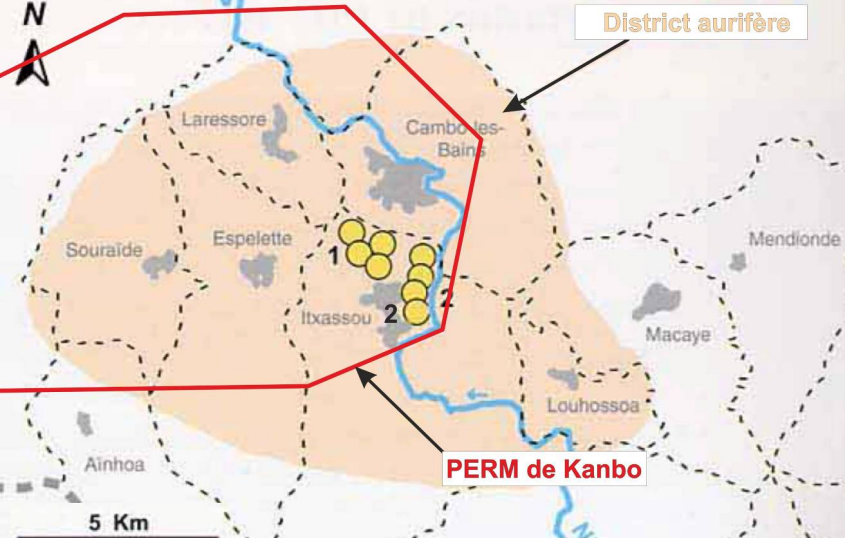 N
District aurifère
Laressore
Cambo-les-
Bains
Souraïde
Espelette
1
Mendionde
2
Itxassou
2
Macaye
Louhossoa
Aïnhoa
PERM de Kanbo
5 Km
N